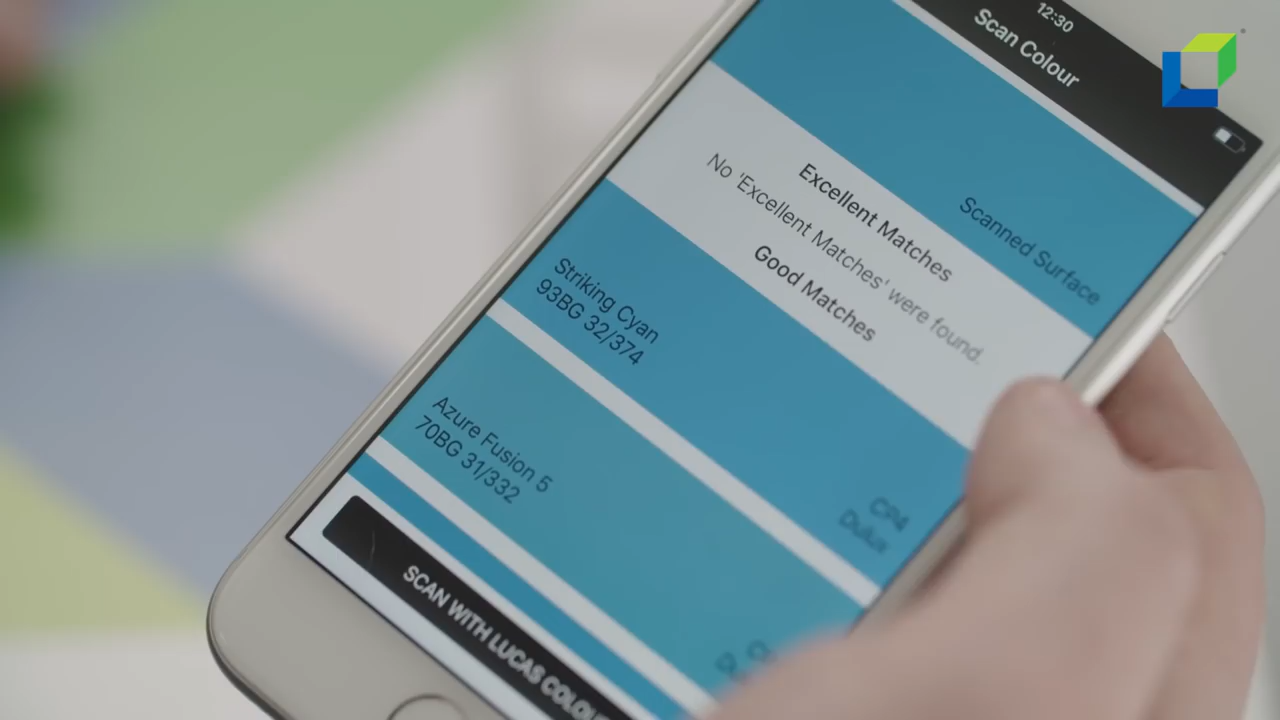 12:30
Scan Colour
Scanned Surface
Excellent Matches
No 'Excellent Matches' were found.
Good Matches
Striking Cyan
93BG 32/374
CP4
Dulux
Azure Fusion 5
70BG 31/332
SCAN WITH LUCAS